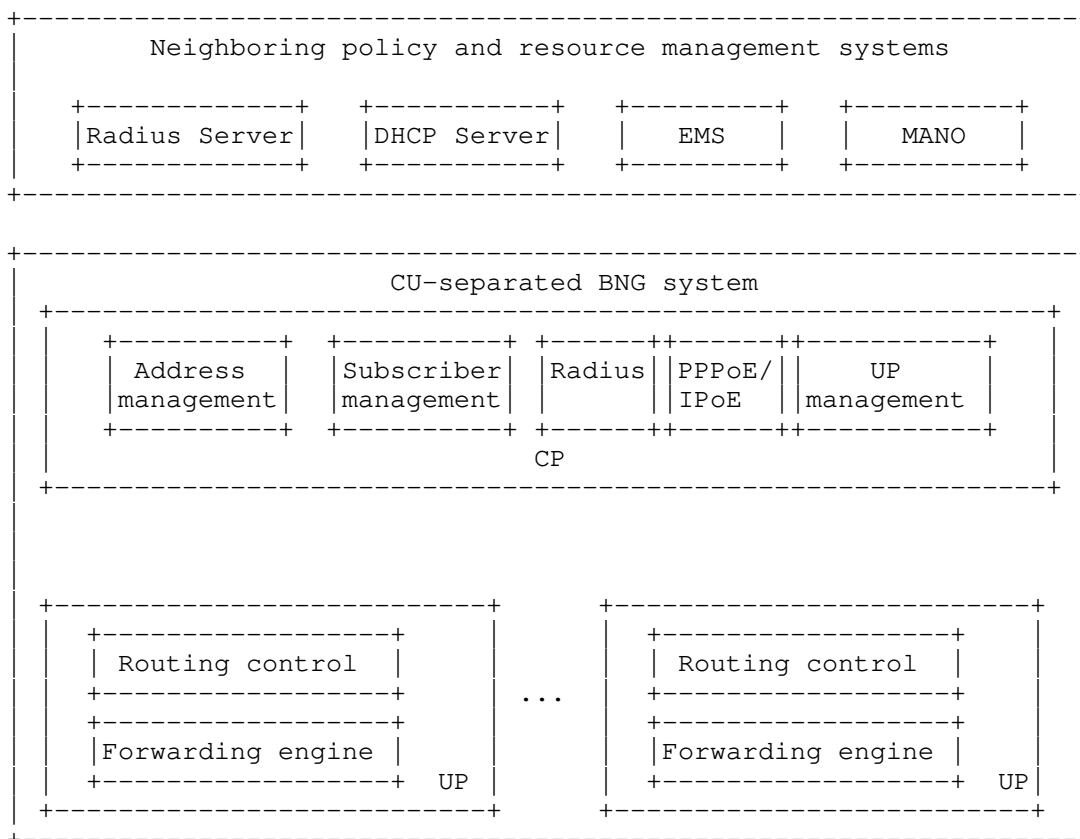 Neighboring policy and resource management systems
Radius Server DHCP Server EMS MANO
CU-separated BNG system
Address Subscriber Radius PPPoE/ UP
management management IPoE management
CP
Routing control Routing control
...
Forwarding engine Forwarding engine
UP UP